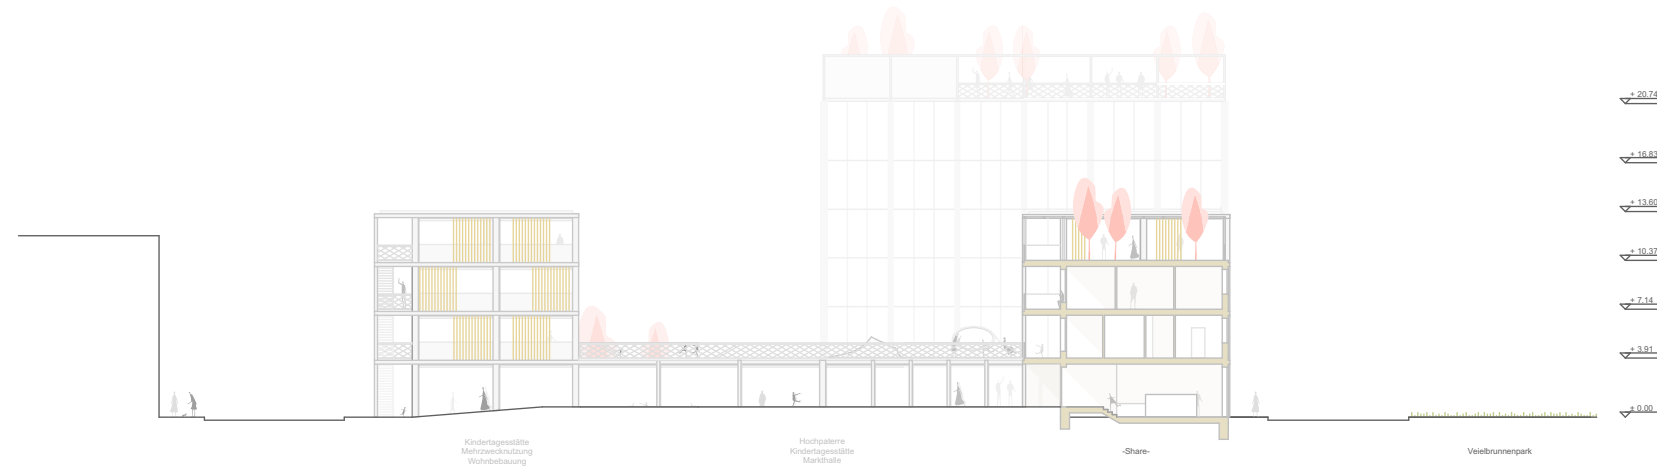 + 20.74
+ 16.83
+ 13.60
+ 10.37
+ 7.14
+ 3.91
± 0.00
Kindertagesstätte
Mehrzwecknutzung
Wohnbebauung
Hochpaterre
Kindertagesstätte
Markthalle
-Share-
Veielbrunnenpark